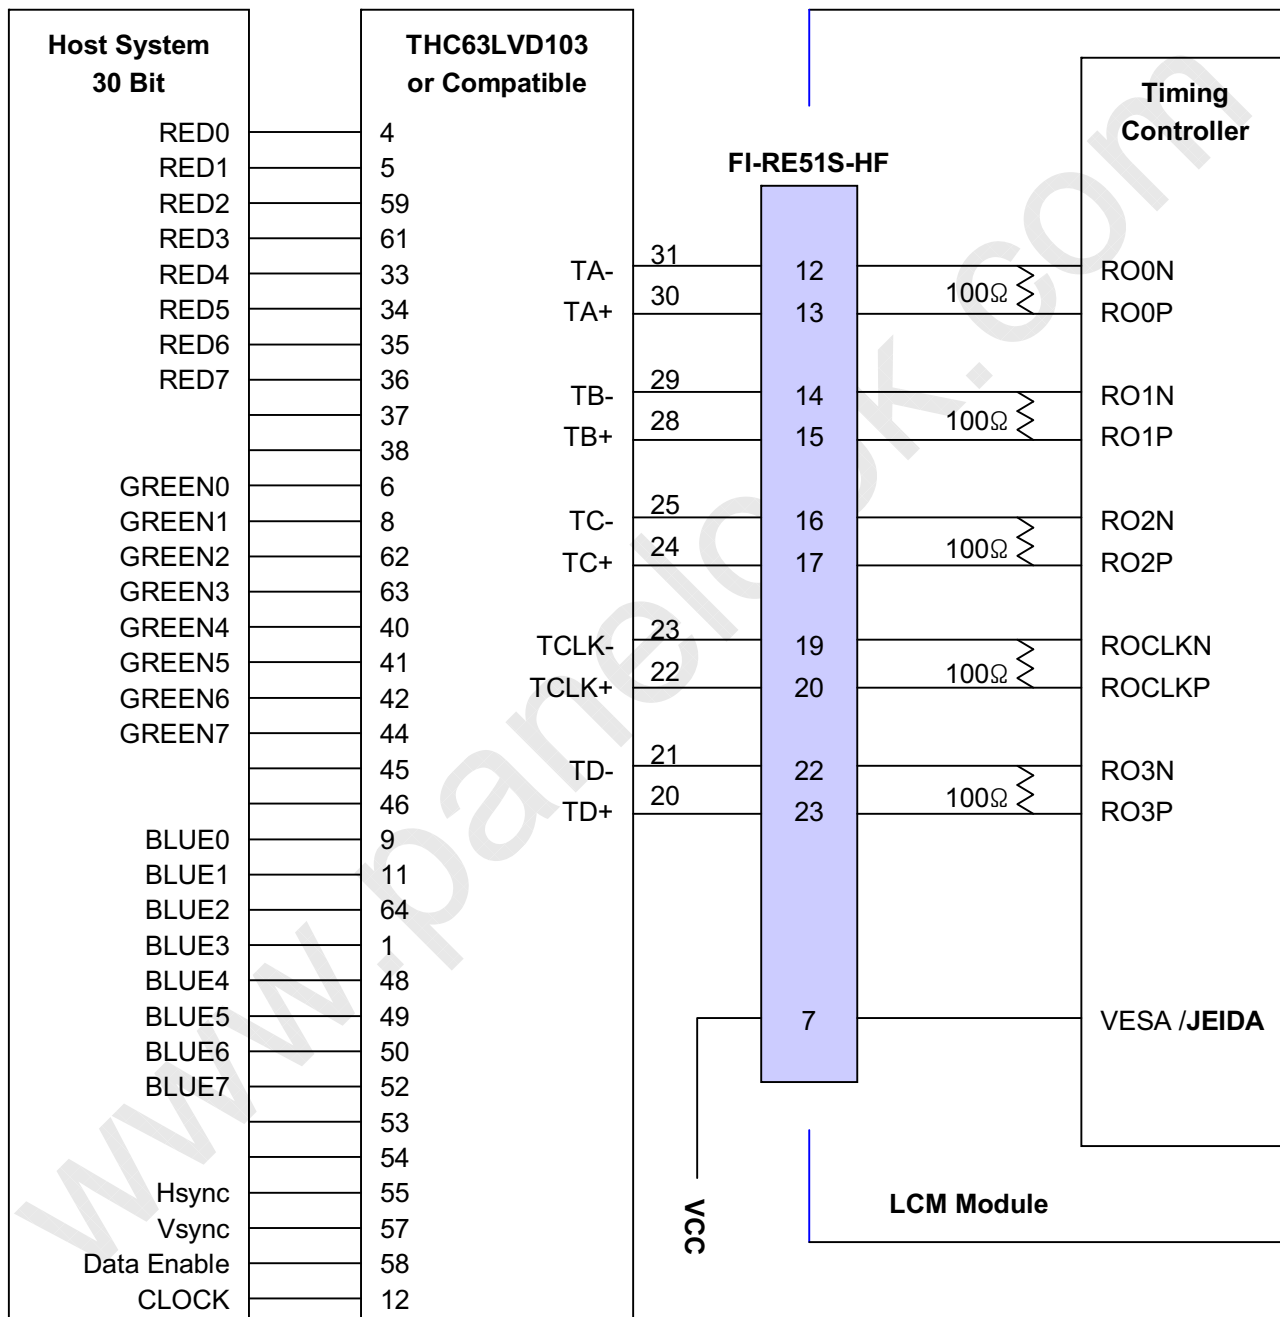 Host System
30 Bit
RED0
RED1
RED2
RED3
RED4
RED5
RED6
RED7
GREEN0
GREEN1
GREEN2
GREEN3
GREEN4
GREEN5
GREEN6
GREEN7
BLUE0
BLUE1
BLUE2
BLUE3
BLUE4
BLUE5
BLUE6
BLUE7
Hsync
Vsync
Data Enable
CLOCK
THC63LVD103
or Compatible
4
5
59
61
33
34
35
36
37
38
6
8
62
63
40
41
42
44
45
46
9
11
64
1
48
49
50
52
53
54
55
57
58
12
TA- 31
TA+ 30
TB- 29
TB+ 28
TC- 25
TC+ 24
TCLK- 23
TCLK+ 22
TD- 21
TD+ 20
FI-RE51S-HF
12
13
14
15
16
17
19
20
22
23
7
VCC
100Ω
100Ω
100Ω
100Ω
100Ω
Timing
Controller
RO0N
RO0P
RO1N
RO1P
RO2N
RO2P
ROCLKN
ROCLKP
RO3N
RO3P
VESA /JEIDA
LCM Module
www.panelook.com